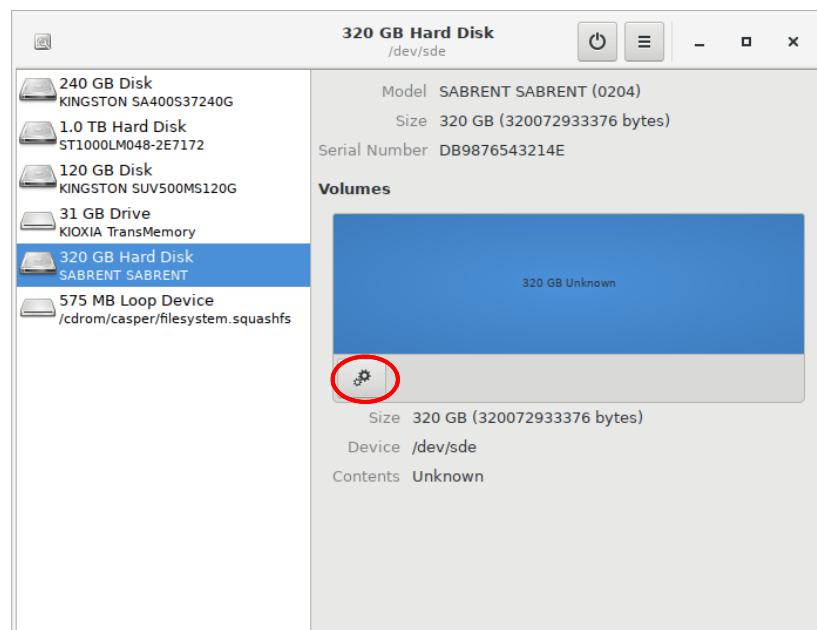 320 GB Hard Disk
/dev/sde
240 GB Disk
KINGSTON SA400S37240G
1.0 TB Hard Disk
ST1000LM048-2E7172
120 GB Disk
KINGSTON SUV500MS120G
31 GB Drive
KIOXIA TransMemory
320 GB Hard Disk
SABRENT SABRENT
575 MB Loop Device
/cdrom/casper/filesystem.squashfs
Model SABRENT SABRENT (0204)
Size 320 GB (320072933376 bytes)
Serial Number DB9876543214E
Volumes
320 GB Unknown
Size 320 GB (320072933376 bytes)
Device /dev/sde
Contents Unknown